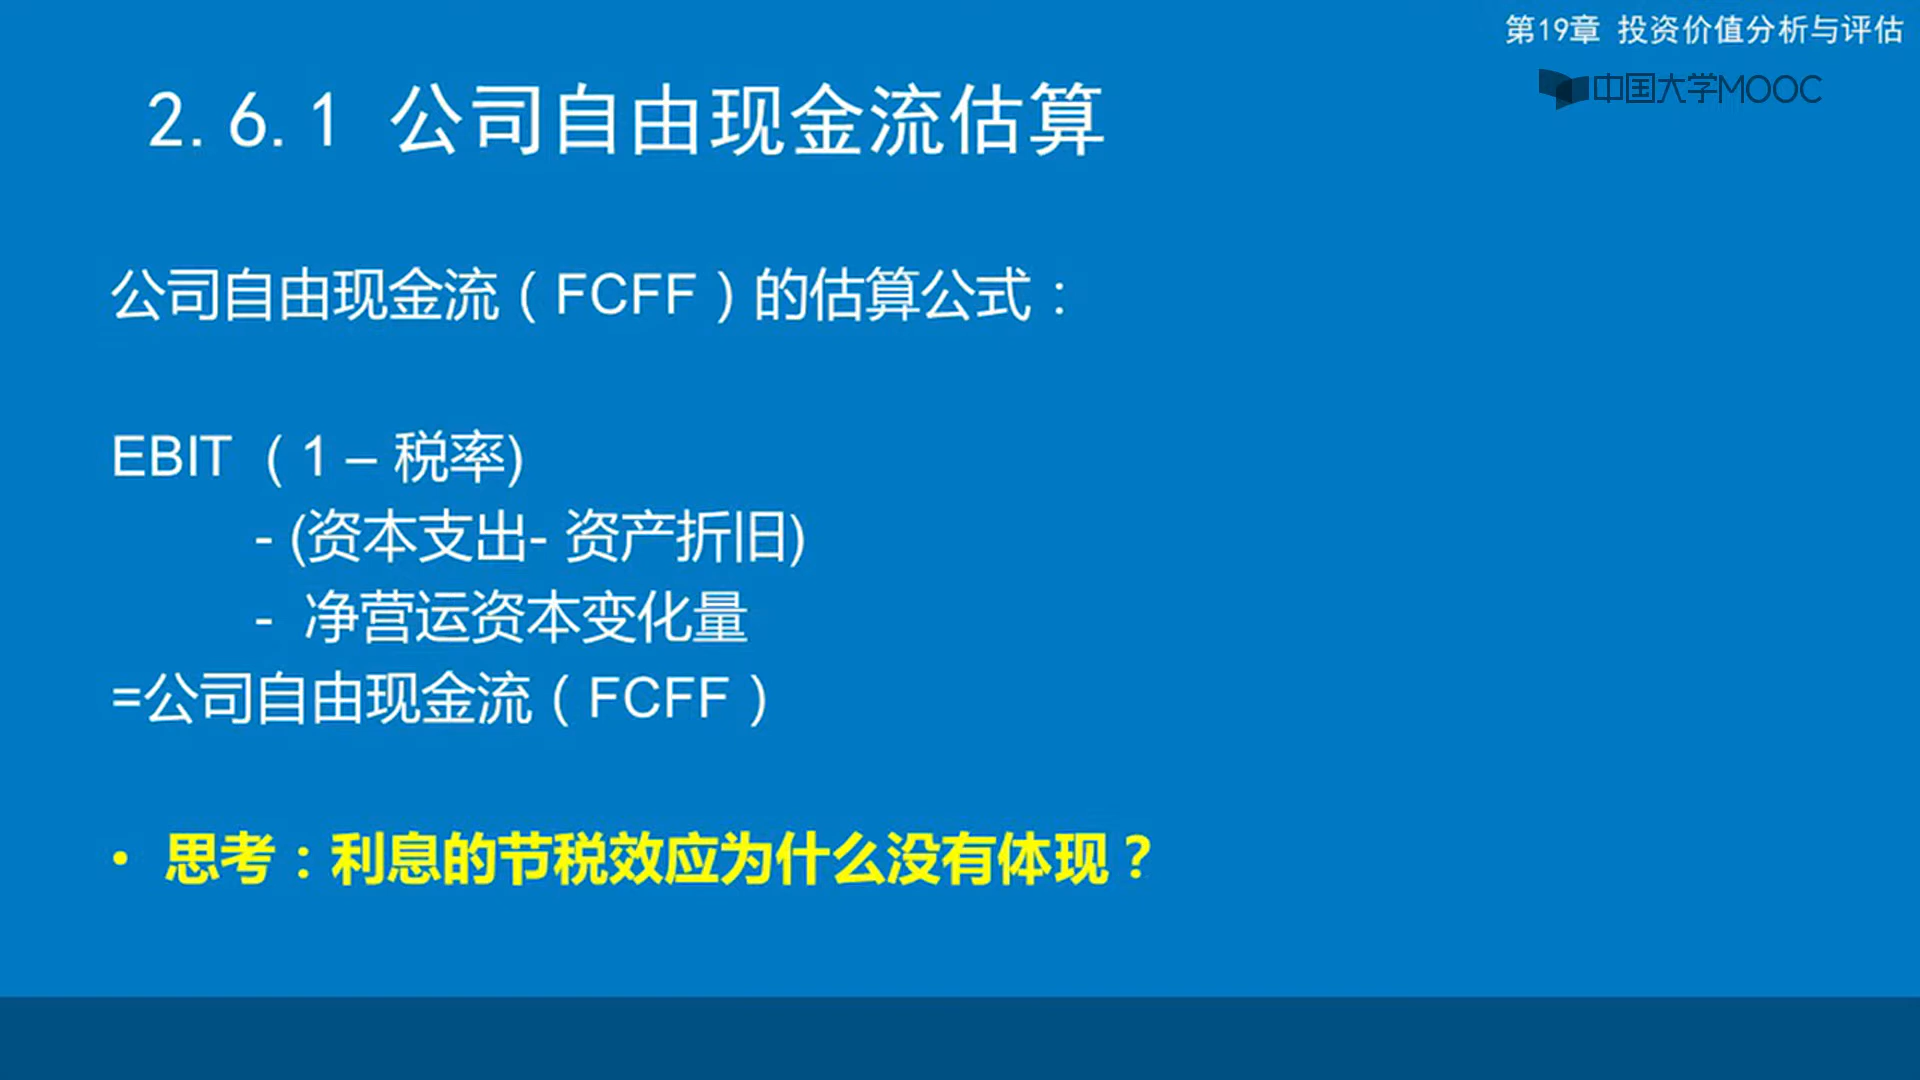 第19章 投资价值分析与评估
中国大学MOOC
2.6.1 公司自由现金流估算
公司自由现金流（FCFF）的估算公式：
EBIT （1 – 税率)
- (资本支出- 资产折旧)
- 净营运资本变化量
=公司自由现金流（FCFF）
• 思考：利息的节税效应为什么没有体现？